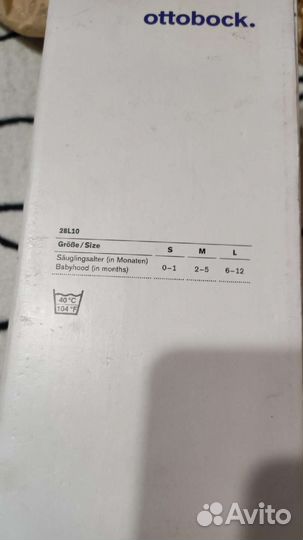 ottobock.
28L10
Größe/Size S M L
Säuglingsalter (in Monaten)
Babyhood (in months) 0–1 2–5 6–12
40 °C
104 °F
Avito